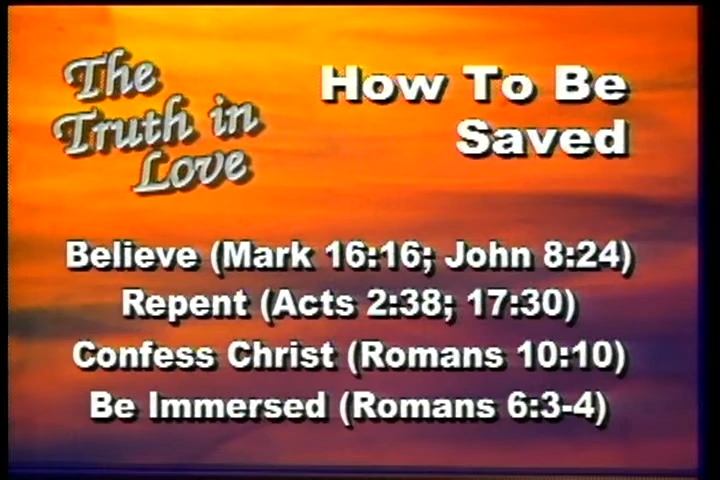 The
Truth in
Love
How To Be
Saved
Believe (Mark 16:16; John 8:24)
Repent (Acts 2:38; 17:30)
Confess Christ (Romans 10:10)
Be Immersed (Romans 6:3-4)